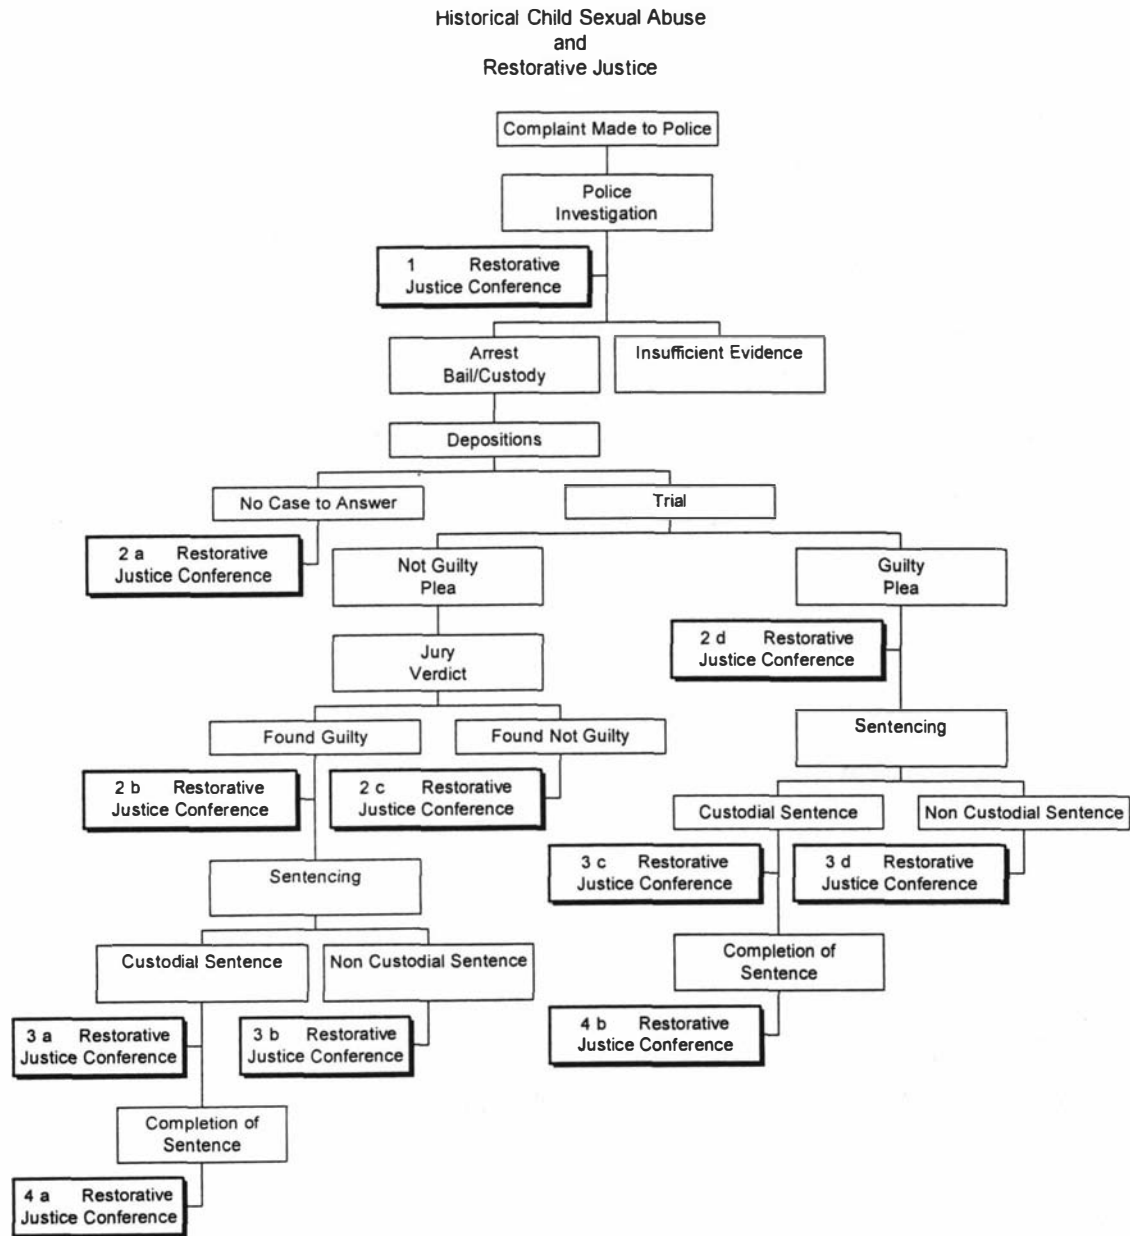 Historical Child Sexual Abuse
and
Restorative Justice
Complaint Made to Police
Police
Investigation
1 Restorative
Justice Conference
Arrest
Bail/Custody
Insufficient Evidence
Depositions
No Case to Answer
Trial
2 a Restorative
Justice Conference
Not Guilty
Plea
Guilty
Plea
2 d Restorative
Justice Conference
Jury
Verdict
Sentencing
Found Guilty
Found Not Guilty
2 b Restorative
Justice Conference
2 c Restorative
Justice Conference
Custodial Sentence
Non Custodial Sentence
3 c Restorative
Justice Conference
3 d Restorative
Justice Conference
Sentencing
Custodial Sentence
Non Custodial Sentence
Completion of
Sentence
3 a Restorative
Justice Conference
3 b Restorative
Justice Conference
4 b Restorative
Justice Conference
Completion of
Sentence
4 a Restorative
Justice Conference